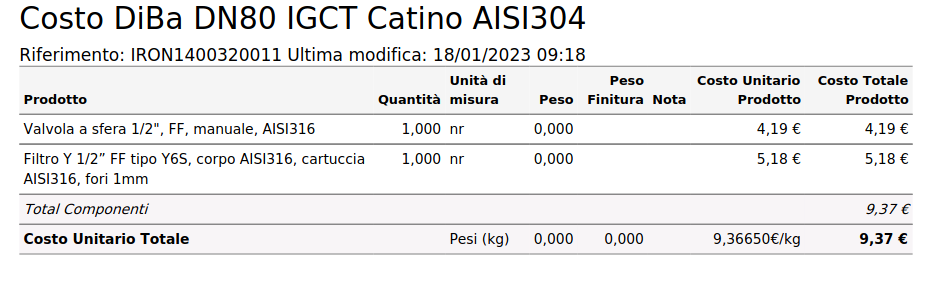 Costo DiBa DN80 IGCT Catino AISI304
Riferimento: IRON1400320011 Ultima modifica: 18/01/2023 09:18
Prodotto Quantità Unità di misura Peso Peso Finitura Nota Costo Unitario Prodotto Costo Totale Prodotto
Valvola a sfera 1/2", FF, manuale, AISI316 1,000 nr 0,000 4,19 € 4,19 €
Filtro Y 1/2” FF tipo Y6S, corpo AISI316, cartuccia 1,000 nr 0,000 5,18 € 5,18 €
AISI316, fori 1mm
Total Componenti 9,37 €
Costo Unitario Totale Pesi (kg) 0,000 0,000 9,36650€/kg 9,37 €